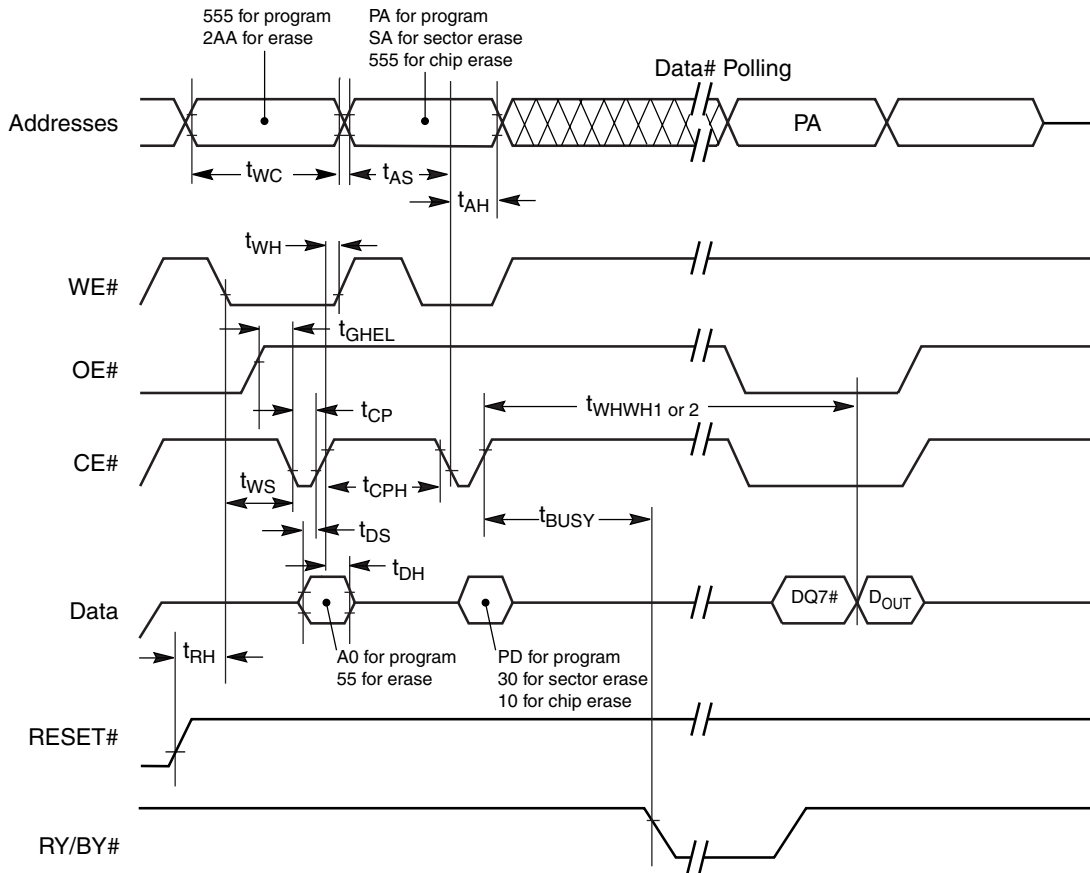 555 for program
2AA for erase
PA for program
SA for sector erase
555 for chip erase
Data# Polling
Addresses
PA
tWC
tAS
tAH
tWH
WE#
tGHEL
OE#
tCP
tWHWH1 or 2
CE#
tWS
tCPH
tBUSY
tDS
tDH
Data
DQ7#
DOUT
tRH
A0 for program
55 for erase
PD for program
30 for sector erase
10 for chip erase
RESET#
RY/BY#